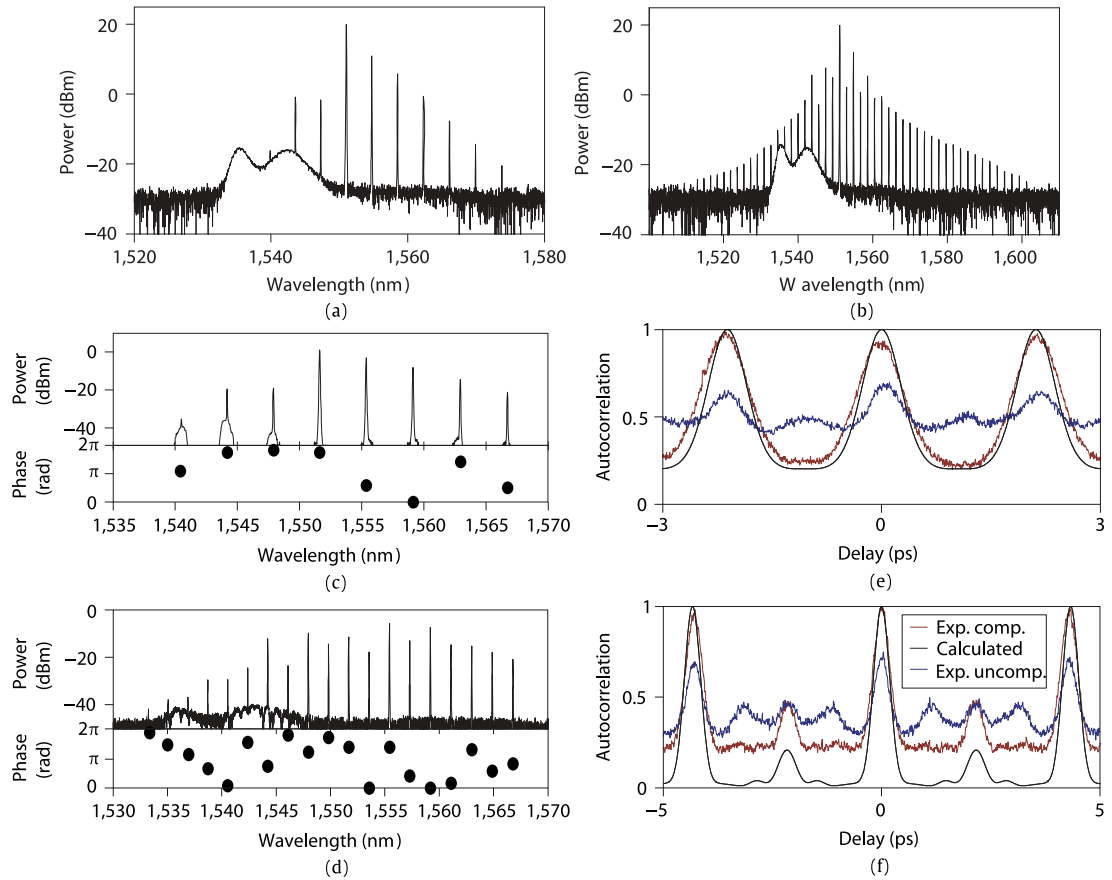 20
0
−20
−40
Power (dBm)
1,520
1,540
1,560
1,580
Wavelength (nm)
(a)
20
0
−20
−40
Power (dBm)
1,520
1,540
1,560
1,580
1,600
W avelength (nm)
(b)
Power
(dBm)
0
−20
−40
Phase
(rad)
2π
π
0
1,535
1,540
1,545
1,550
1,555
1,560
1,565
1,570
Wavelength (nm)
(c)
Autocorrelation
1
0.5
0
−3
0
3
Delay (ps)
(e)
Power
(dBm)
0
−20
−40
Phase
(rad)
2π
π
0
1,530
1,535
1,540
1,545
1,550
1,555
1,560
1,565
1,570
Wavelength (nm)
(d)
Autocorrelation
1
0.5
0
Exp. comp.
Calculated
Exp. uncomp.
−5
0
5
Delay (ps)
(f)